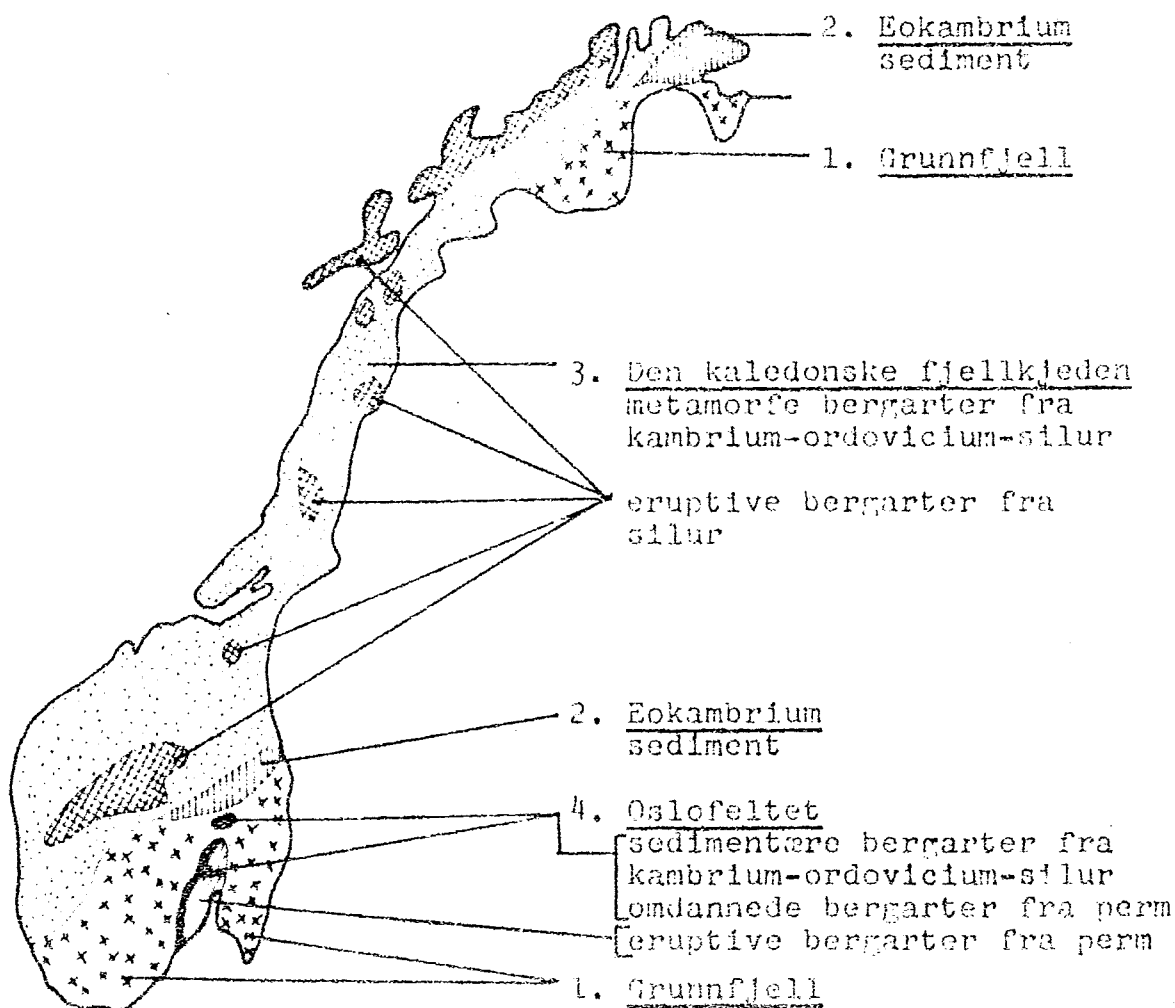 2. Eokambrium
sediment
1. Grunnfjell
3. Den kaledonske fjellkjeden
metamorfe bergarter fra
kambrium-ordovicium-silur
eruptive bergarter fra
silur
2. Eokambrium
sediment
4. Oslofeltet
sedimentære bergarter fra
kambrium-ordovicium-silur
omdannede bergarter fra perm
eruptive bergarter fra perm
1. Grunnfjell